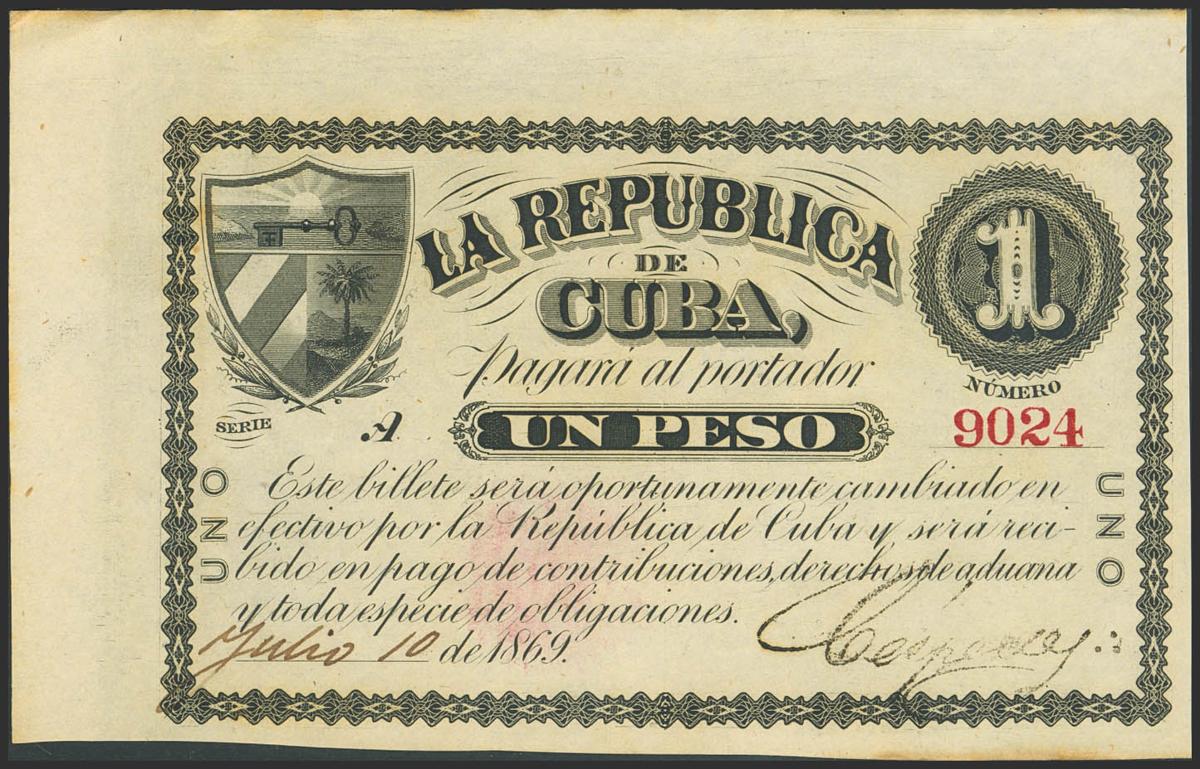 LA REPUBLICA
DE
CUBA,
1
Pagará al portador
NÚMERO
SERIE A
UN PESO
9024
UNO
UNO
Este billete será oportunamente cambiado en
efectivo por la República de Cuba y será reci-
bido en pago de contribuciones, derechos de aduana
y toda especie de obligaciones.
Julio 10 de 1869.
Céspedes